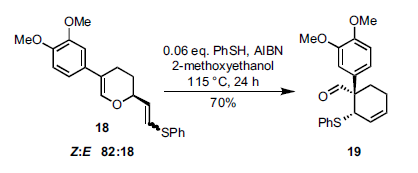 OMe
MeO
O
SPh
18
Z:E 82:18
0.06 eq. PhSH, AIBN
2-methoxyethanol
115 °C, 24 h
70%
OMe
MeO
O
PhS
19